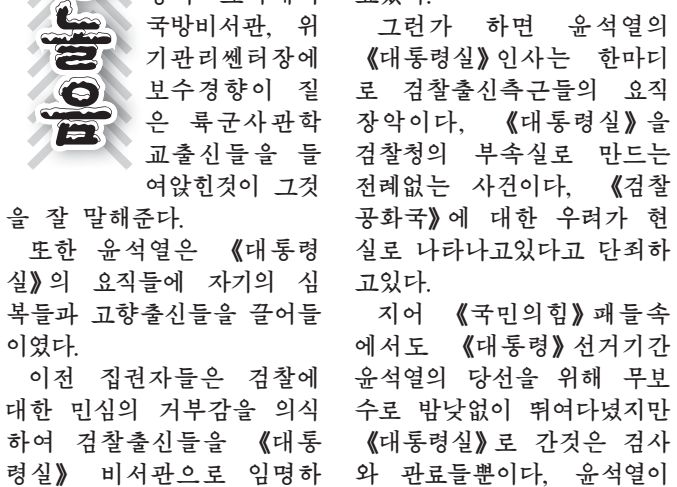 늘음
국방비서관, 위
기관리쎈터장에
보수경향이 짙
은 륙군사관학
교출신들을 들
여앉힌것이 그것
을 잘 말해준다.
또한 윤석열은 《대통령
실》의 요직들에 자기의 심
복들과 고향출신들을 끌어들
이였다.
이전 집권자들은 검찰에
대한 민심의 거부감을 의식
하여 검찰출신들을 《대통
령실》 비서관으로 임명하
그런가 하면 윤석열의
《대통령실》인사는 한마디
로 검찰출신측근들의 요직
장악이다, 《대통령실》을
검찰청의 부속실로 만드는
전례없는 사건이다, 《검찰
공화국》에 대한 우려가 현
실로 나타나고있다고 단죄하
고있다.
지어 《국민의힘》패들속
에서도 《대통령》선거기간
윤석열의 당선을 위해 무보
수로 밤낮없이 뛰여다녔지만
《대통령실》로 간것은 검사
와 관료들뿐이다, 윤석열이